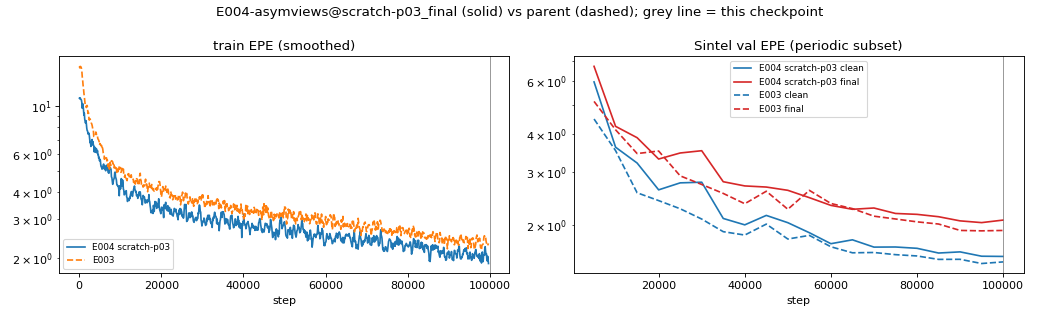 E004-asymviews@scratch-p03_final (solid) vs parent (dashed); grey line = this checkpoint
train EPE (smoothed)
10¹
6 × 10⁰
4 × 10⁰
3 × 10⁰
2 × 10⁰
E004 scratch-p03
E003
0
20000
40000
60000
80000
100000
step
Sintel val EPE (periodic subset)
6 × 10⁰
4 × 10⁰
3 × 10⁰
2 × 10⁰
E004 scratch-p03 clean
E004 scratch-p03 final
E003 clean
E003 final
20000
40000
60000
80000
100000
step